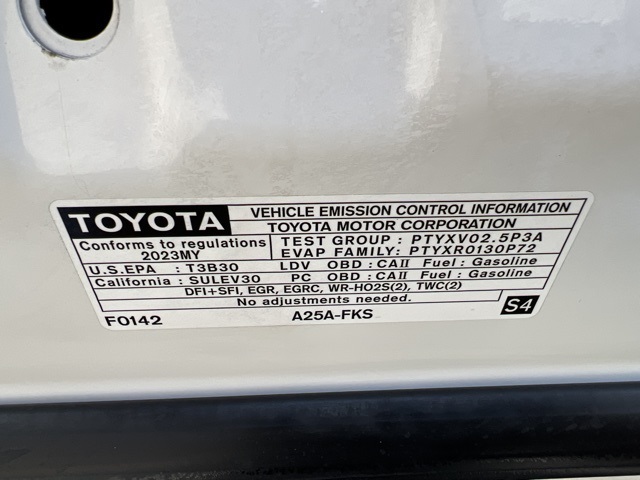 TOYOTA
VEHICLE EMISSION CONTROL INFORMATION
TOYOTA MOTOR CORPORATION
Conforms to regulations
2023MY
TEST GROUP : PTYXV02.5P3A
EVAP FAMILY: PTYXR0130P72
U.S.EPA : T3B30 LDV OBD : CAII Fuel : Gasoline
California : SULEV30 PC OBD : CAII Fuel : Gasoline
DFI+SFI, EGR, EGRC, WR-HO2S(2), TWC(2)
No adjustments needed.
F0142 A25A-FKS S4